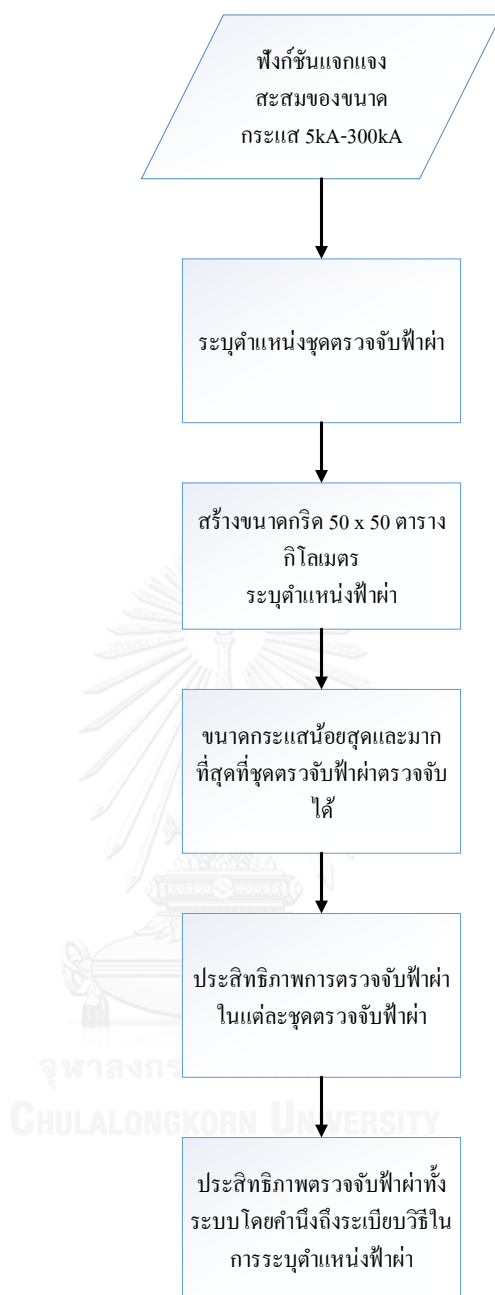 ฟังก์ชันแจกแจง
สะสมของขนาด
กระแส 5kA-300kA
ระบุตำแหน่งชุดตรวจจับฟ้าผ่า
สร้างขนาดกริด 50 x 50 ตาราง
กิโลเมตร
ระบุตำแหน่งฟ้าผ่า
ขนาดกระแสน้อยสุดและมาก
ที่สุดที่ชุดตรวจจับฟ้าผ่าตรวจจับ
ได้
ประสิทธิภาพการตรวจจับฟ้าผ่า
ในแต่ละชุดตรวจจับฟ้าผ่า
จุฬาลงกร
CHULALONGKORN UNIVERSITY
ประสิทธิภาพตรวจจับฟ้าผ่าทั้ง
ระบบโดยคำนึงถึงระเบียบวิธีใน
การระบุตำแหน่งฟ้าผ่า